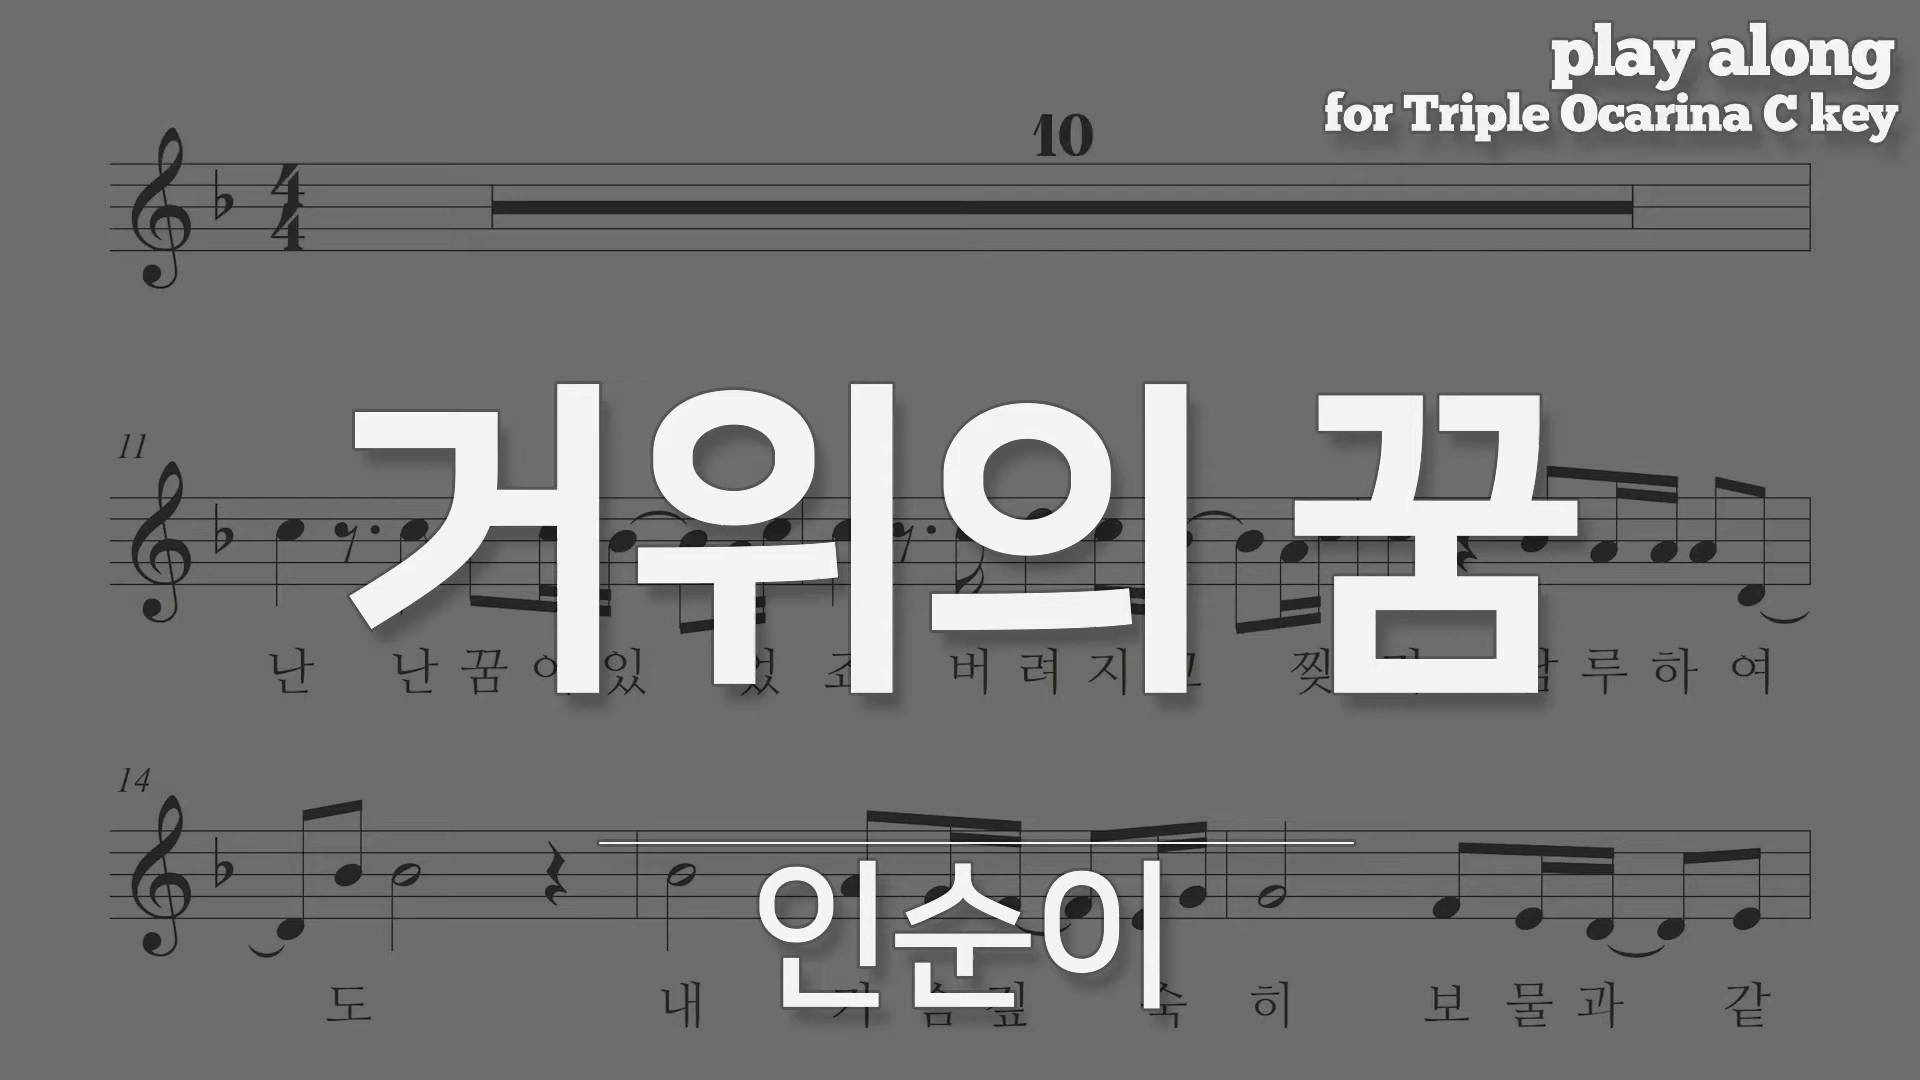 play along
for Triple Ocarina C key
10
거위의 꿈
11
난 난 꿈 있 버 려 지 루 하 여
14
인순이
도 내 히 보 물 과 같